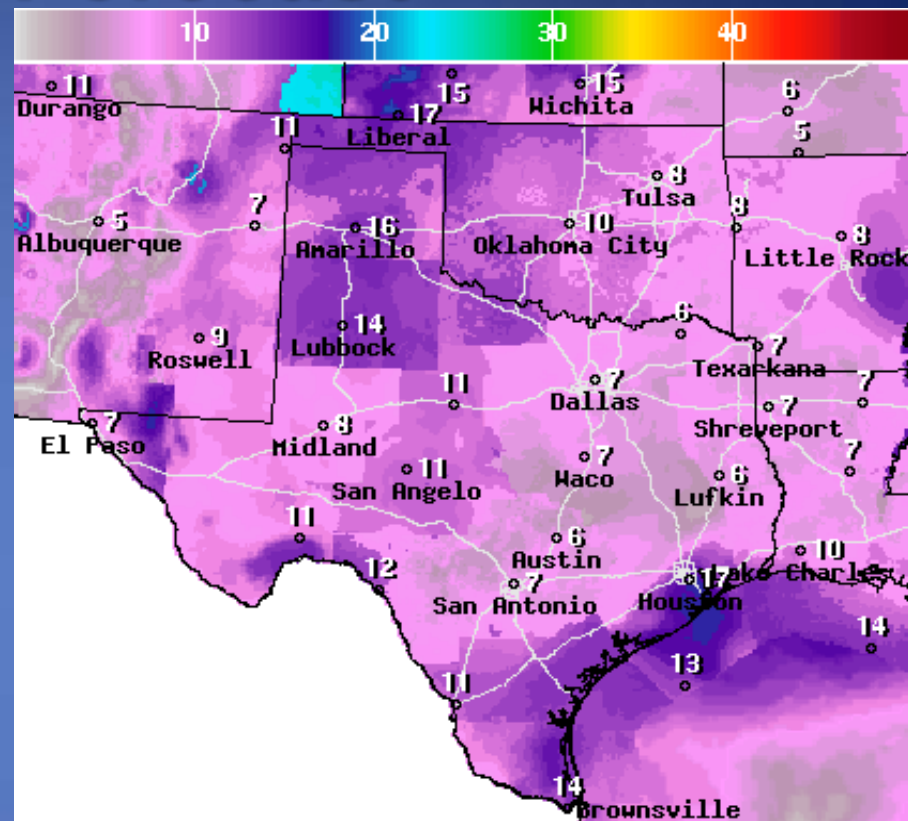 10 20 30 40
11 15 15 6
Durango Wichita
17
Liberal
11 5
8
Tulsa
5 7 16 10 8 8
Albuquerque Amarillo Oklahoma City Little Rock
9 14 6 7
Roswell Lubbock Texarkana
11 7 7 7
Dallas Shreveport
7 8
El Paso Midland
11 7 6 7
San Angelo Waco Lufkin
11 6 10
Austin
12 7 17 Lake Charles
San Antonio Houston
14
13
11
14
Brownsville